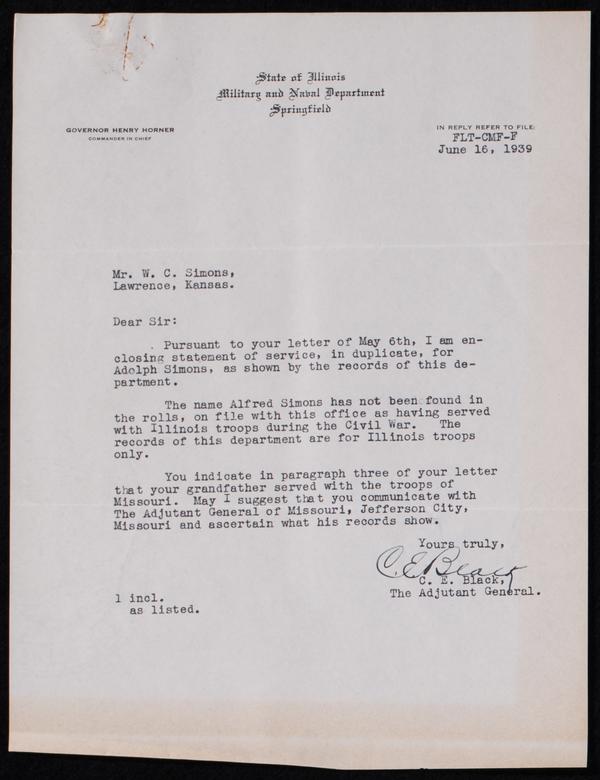 State of Illinois
Military and Naval Department
Springfield
GOVERNOR HENRY HORNER
COMMANDER IN CHIEF
IN REPLY REFER TO FILE:
FLT-CMF-F
June 16, 1939
Mr. W. C. Simons,
Lawrence, Kansas.
Dear Sir:
Pursuant to your letter of May 6th, I am en-
closing statement of service, in duplicate, for
Adolph Simons, as shown by the records of this de-
partment.
The name Alfred Simons has not been found in
the rolls, on file with this office as having served
with Illinois troops during the Civil War. The
records of this department are for Illinois troops
only.
You indicate in paragraph three of your letter
that your grandfather served with the troops of
Missouri. May I suggest that you communicate with
The Adjutant General of Missouri, Jefferson City,
Missouri and ascertain what his records show.
Yours truly,
C. E. Black
C. E. Black,
The Adjutant General.
1 incl.
as listed.